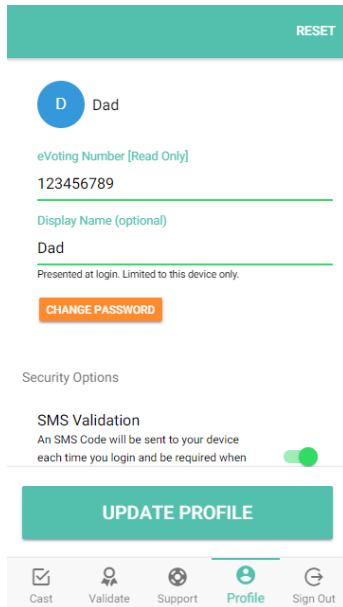 RESET
D
Dad
eVoting Number [Read Only]
123456789
Display Name (optional)
Dad
Presented at login. Limited to this device only.
CHANGE PASSWORD
Security Options
SMS Validation
An SMS Code will be sent to your device
each time you login and be required when
UPDATE PROFILE
Cast
Validate
Support
Profile
Sign Out